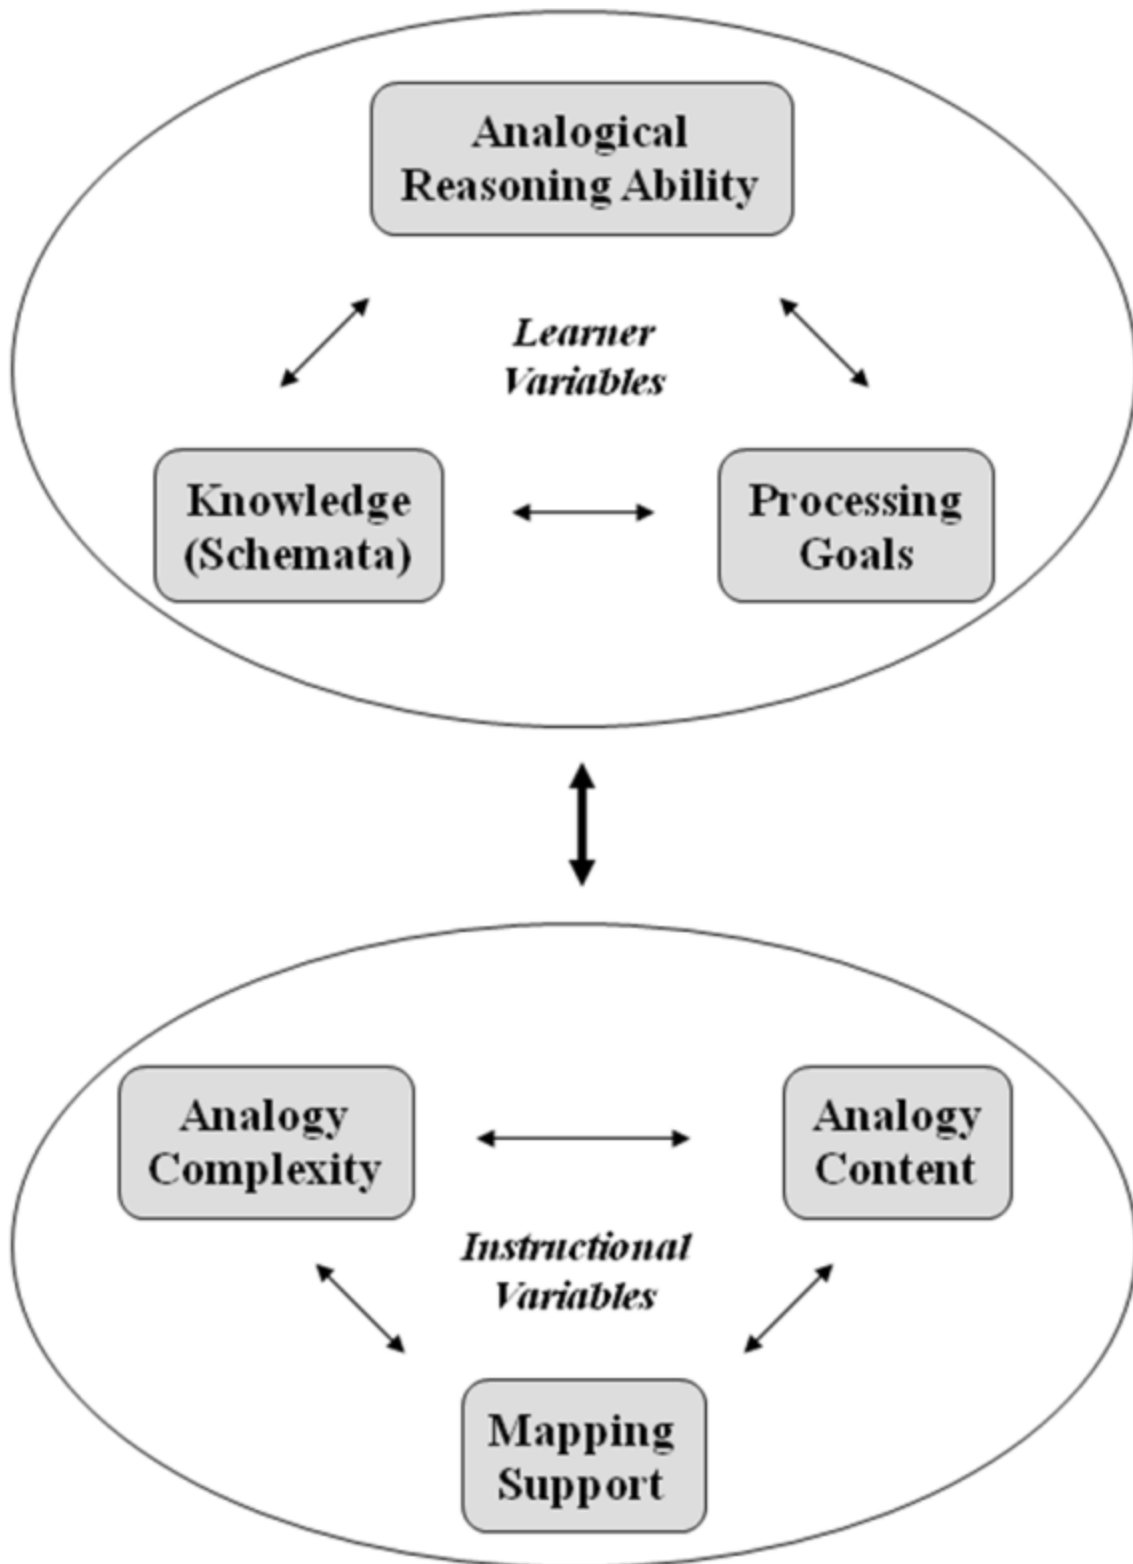 Analogical
Reasoning Ability
Learner
Variables
Knowledge
(Schemata)
Processing
Goals
Analogy
Complexity
Analogy
Content
Instructional
Variables
Mapping
Support